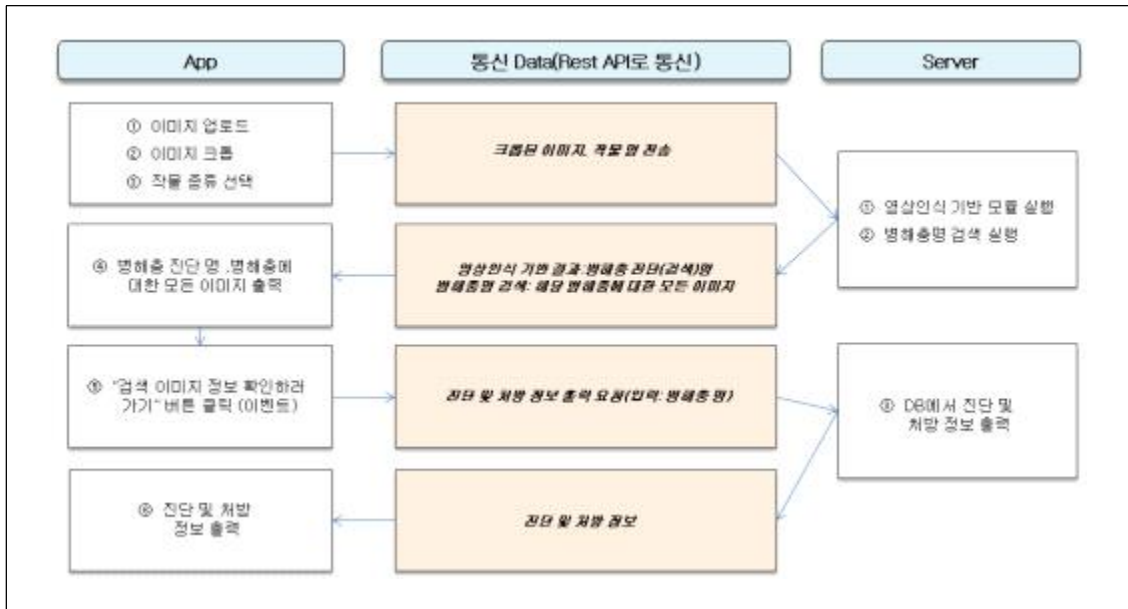 App
통신 Data(Rest API로 통신)
Server
① 이미지 업로드
② 이미지 크롭
③ 작물 종류 선택
크롭된 이미지, 작물 명 전송
① 영상인식 기반 모듈 실행
② 병해충명 검색 실행
④ 병해충 진단 명 ,병해충에
대한 모든 이미지 출력
영상인식 기반 결과:병해충 진단(검색)명
병해충명 검색: 해당 병해충에 대한 모든 이미지
⑤ "검색 이미지 정보 확인하러
가기" 버튼 클릭 (이벤트)
진단 및 처방 정보 출력 요청(입력: 병해충 명)
DB에서 진단 및
처방 정보 출력
⑥ 진단 및 처방
정보 출력
진단 및 처방 정보